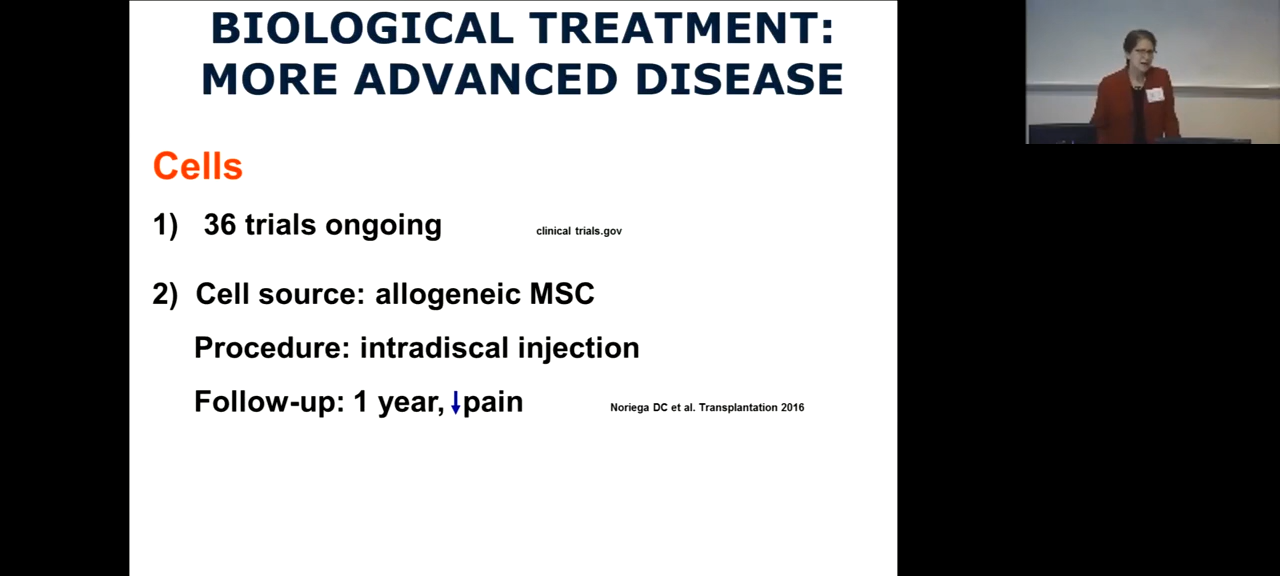 BIOLOGICAL TREATMENT:
MORE ADVANCED DISEASE
Cells
1) 36 trials ongoing clinical trials.gov
2) Cell source: allogeneic MSC
Procedure: intradiscal injection
Follow-up: 1 year, ↓pain Noriega DC et al. Transplantation 2016